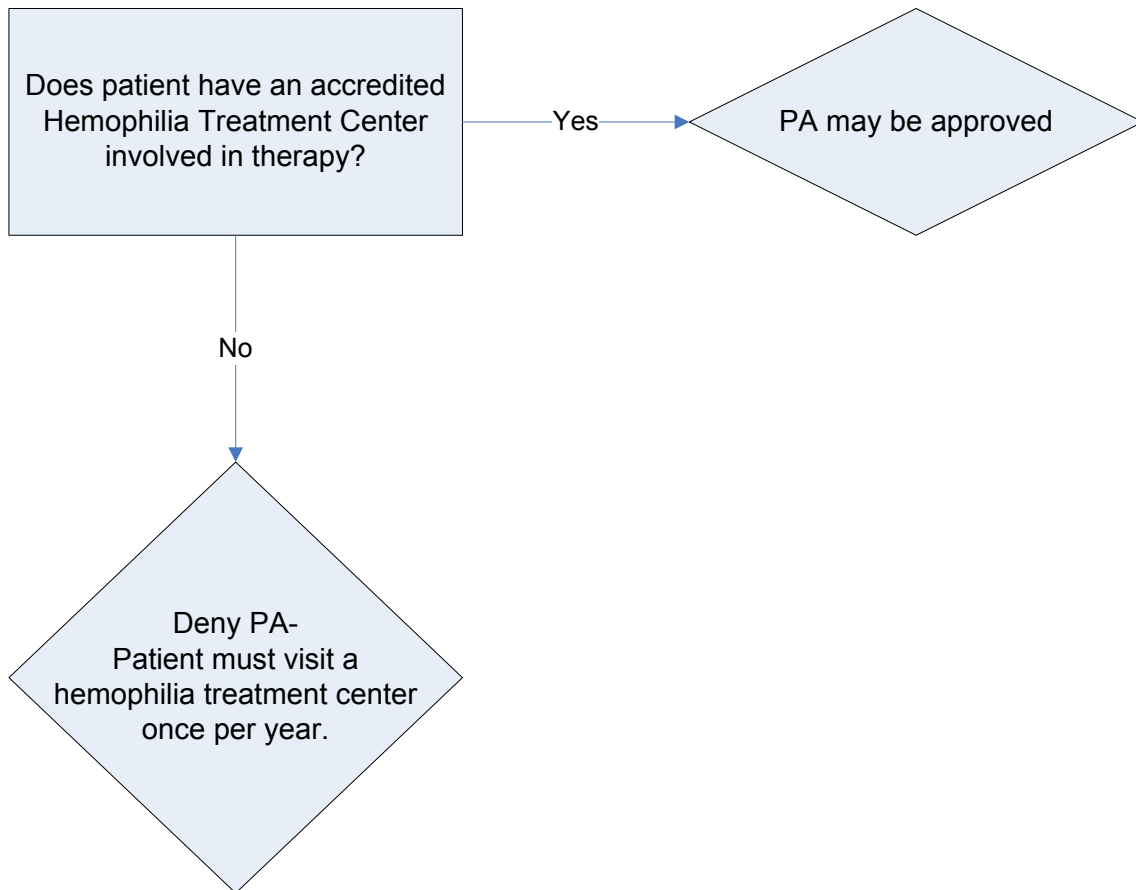 Does patient have an accredited
Hemophilia Treatment Center
involved in therapy?
Yes
PA may be approved
No
Deny PA-
Patient must visit a
hemophilia treatment center
once per year.